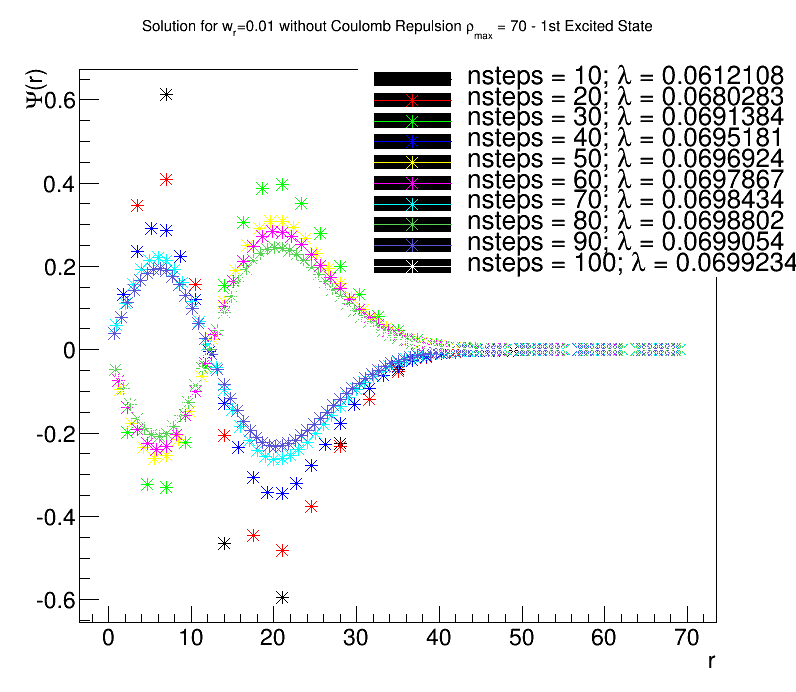 Solution for wr=0.01 without Coulomb Repulsion ρmax = 70 - 1st Excited State
Ψ(r)
nsteps = 10; λ = 0.0612108
nsteps = 20; λ = 0.0680283
nsteps = 30; λ = 0.0691384
nsteps = 40; λ = 0.0695181
nsteps = 50; λ = 0.0696924
nsteps = 60; λ = 0.0697867
nsteps = 70; λ = 0.0698434
nsteps = 80; λ = 0.0698802
nsteps = 90; λ = 0.0699054
nsteps = 100; λ = 0.0699234
0.6
0.4
0.2
0
-0.2
-0.4
-0.6
0 10 20 30 40 50 60 70
r